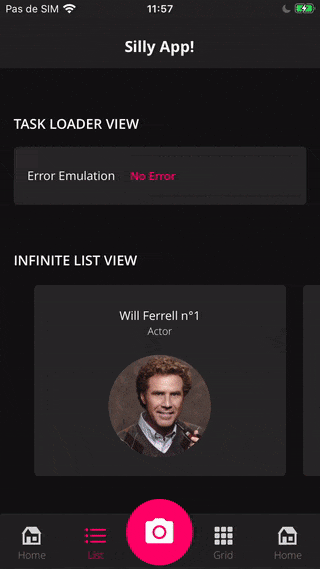 Pas de SIM 11:57
Silly App!
TASK LOADER VIEW
Error Emulation No Error
INFINITE LIST VIEW
Will Ferrell n°1
Actor
Home List Grid Home